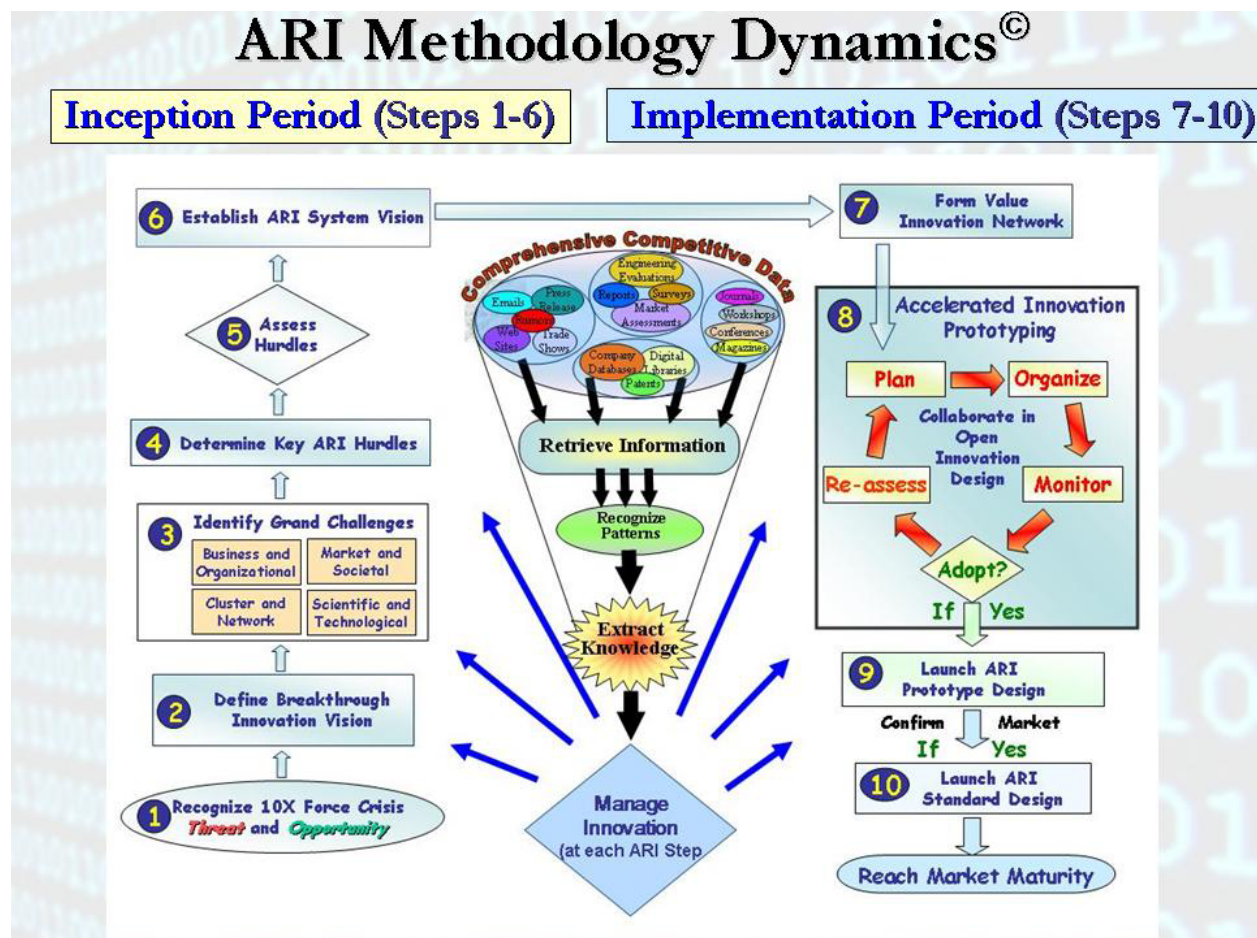 ARI Methodology Dynamics©
Inception Period (Steps 1-6)
Implementation Period (Steps 7-10)
6 Establish ARI System Vision
5 Assess
Hurdles
4 Determine Key ARI Hurdles
3 Identify Grand Challenges
Business and
Organizational
Market and
Societal
Cluster and
Network
Scientific and
Technological
2 Define Breakthrough
Innovation Vision
1 Recognize 10X Force Crisis
Threat and Opportunity
Comprehensive Competitive Data
Emails
Press
Release
Rumors
Web
Sites
Trade
Shows
Engineering
Evaluations
Reports
Surveys
Market
Assessments
Journals
Workshops
Conferences
Magazines
Company
Databases
Digital
Libraries
Patents
Retrieve Information
Recognize
Patterns
Extract
Knowledge
Manage
Innovation
(at each ARI Step
7 Form Value
Innovation Network
8 Accelerated Innovation
Prototyping
Plan
Organize
Collaborate in
Open
Innovation
Design
Re-assess
Monitor
Adopt?
If Yes
9 Launch ARI
Prototype Design
Confirm Market
If Yes
10 Launch ARI
Standard Design
Reach Market Maturity